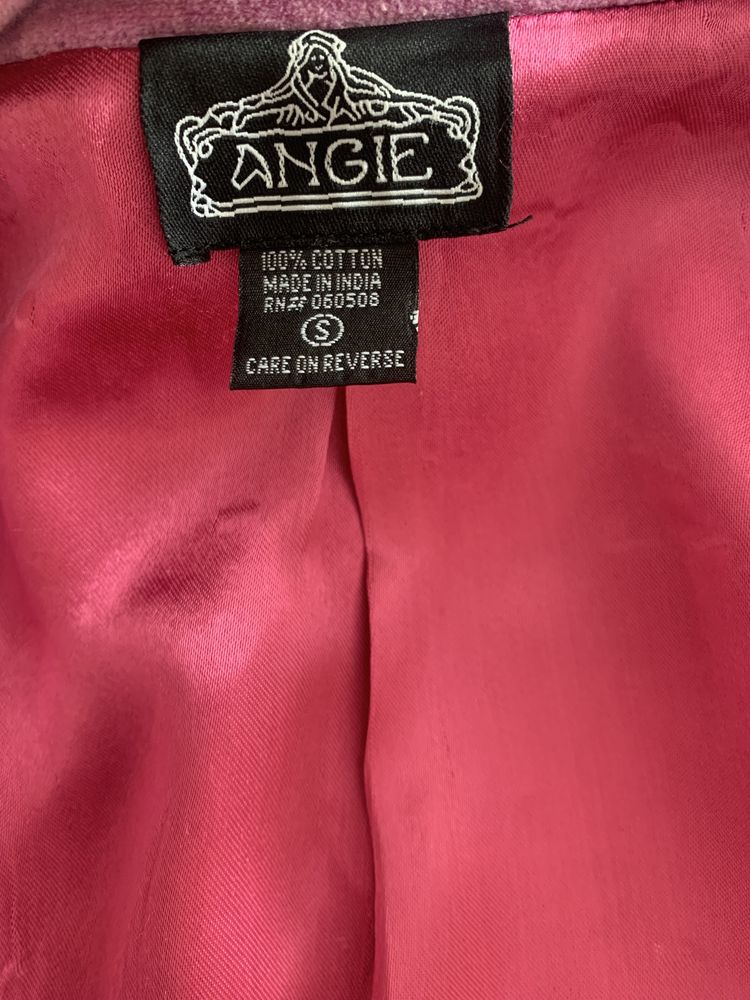 ANGIE
100% COTTON
MADE IN INDIA
RN# 060508
S
CARE ON REVERSE